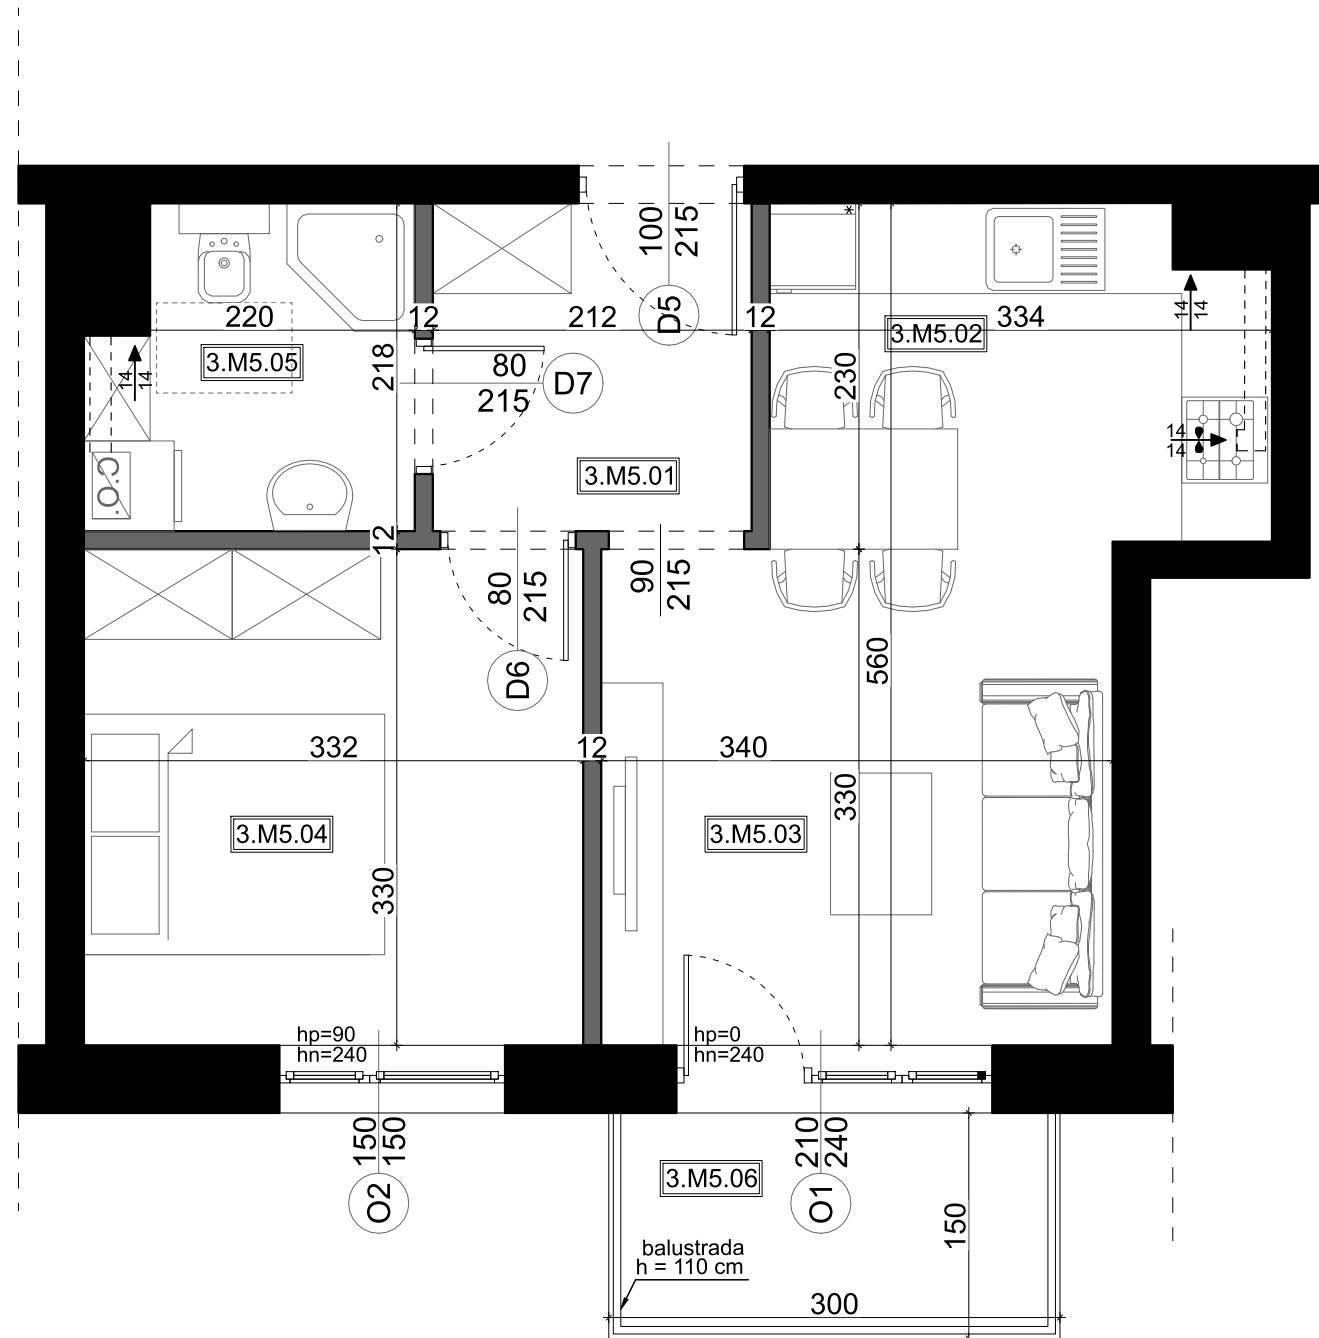 100
215
D5
220
12
212
12
334
14
14
3.M5.02
3.M5.05
14
14
218
80
215
D7
230
14
14
3.M5.01
C.O.
12
80
215
D6
90
215
560
332
12
340
330
3.M5.04
3.M5.03
330
hp=90
hn=240
hp=0
hn=240
150
150
O2
210
240
O1
3.M5.06
150
balustrada
h = 110 cm
300